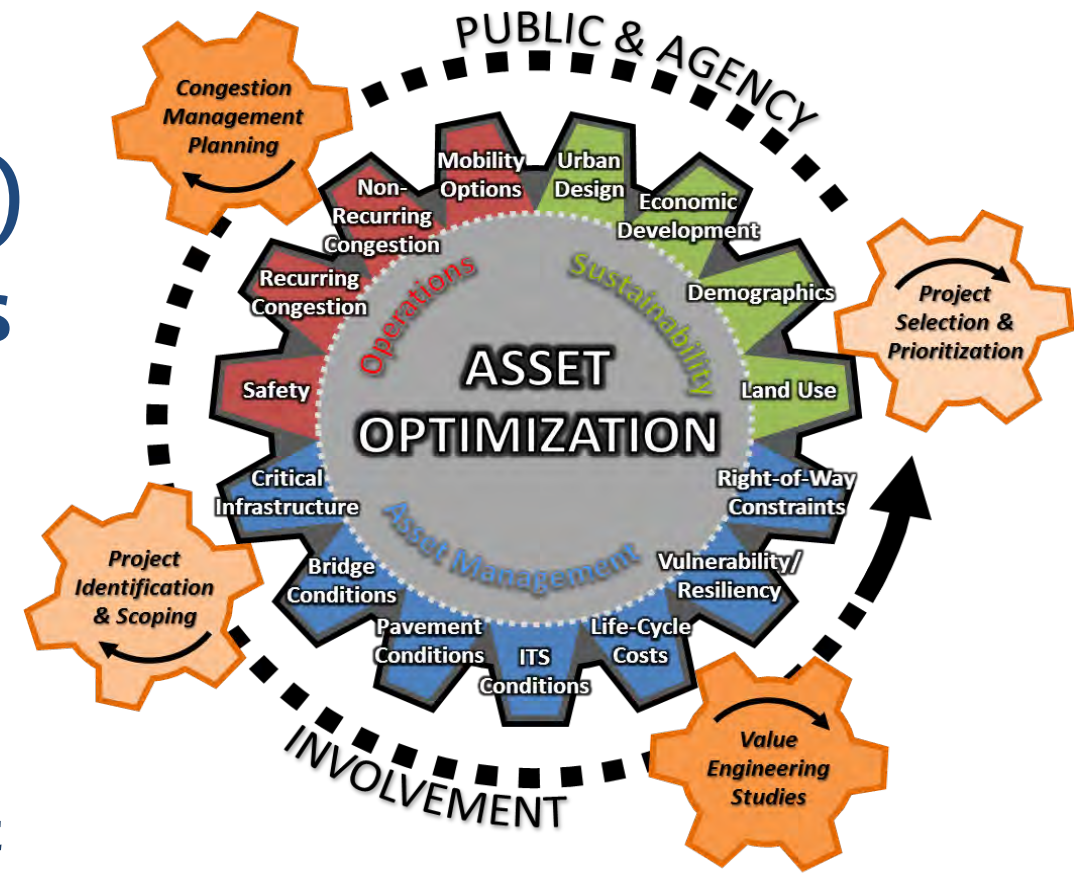 PUBLIC & AGENCY
Congestion
Management
Planning
Mobility
Options
Urban
Design
Non-
Recurring
Congestion
Economic
Development
Recurring
Congestion
Demographics
Project
Selection &
Prioritization
Operations
Sustainability
Safety
ASSET
OPTIMIZATION
Land Use
Critical
Infrastructure
Right-of-Way
Constraints
Asset Management
Bridge
Conditions
Vulnerability/
Resiliency
Project
Identification
& Scoping
Pavement
Conditions
ITS
Conditions
Life-Cycle
Costs
Value
Engineering
Studies
INVOLVEMENT
)
s